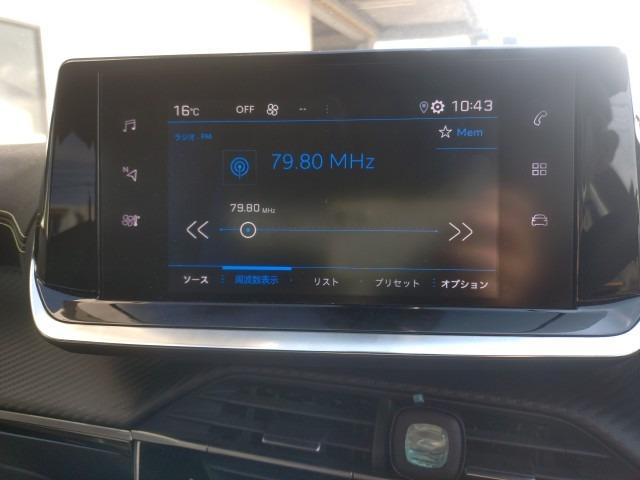 16℃ OFF -- 10:43
ラジオ FM
Mem
79.80 MHz
79.80 MHz
N
ソース 周波数表示 リスト プリセット オプション